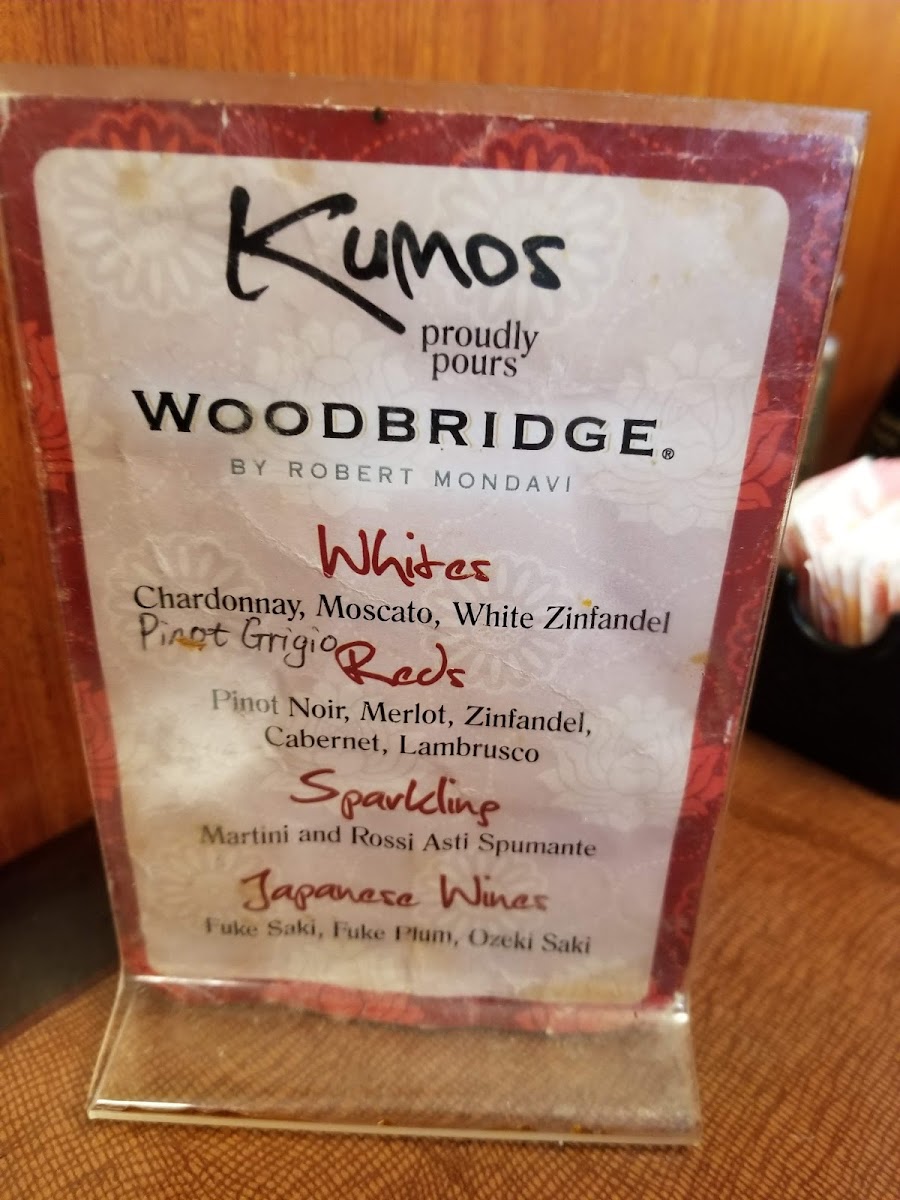 Kumos
proudly
pours
WOODBRIDGE®
BY ROBERT MONDAVI
Whites
Chardonnay, Moscato, White Zinfandel
Pinot Grigio
Reds
Pinot Noir, Merlot, Zinfandel,
Cabernet, Lambrusco
Sparkling
Martini and Rossi Asti Spumante
Japanese Wines
Fuke Saki, Fuke Plum, Ozeki Saki